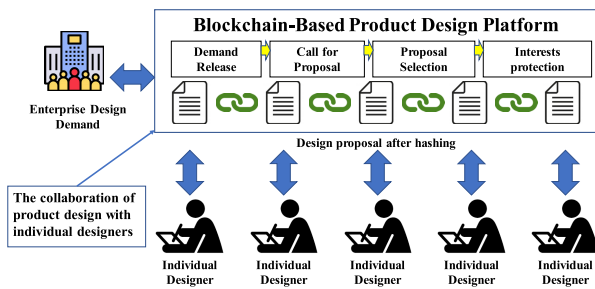 Blockchain-Based Product Design Platform
Demand
Release
Call for
Proposal
Proposal
Selection
Interests
protection
Enterprise Design
Demand
Design proposal after hashing
The collaboration of
product design with
individual designers
Individual
Designer
Individual
Designer
Individual
Designer
Individual
Designer
Individual
Designer